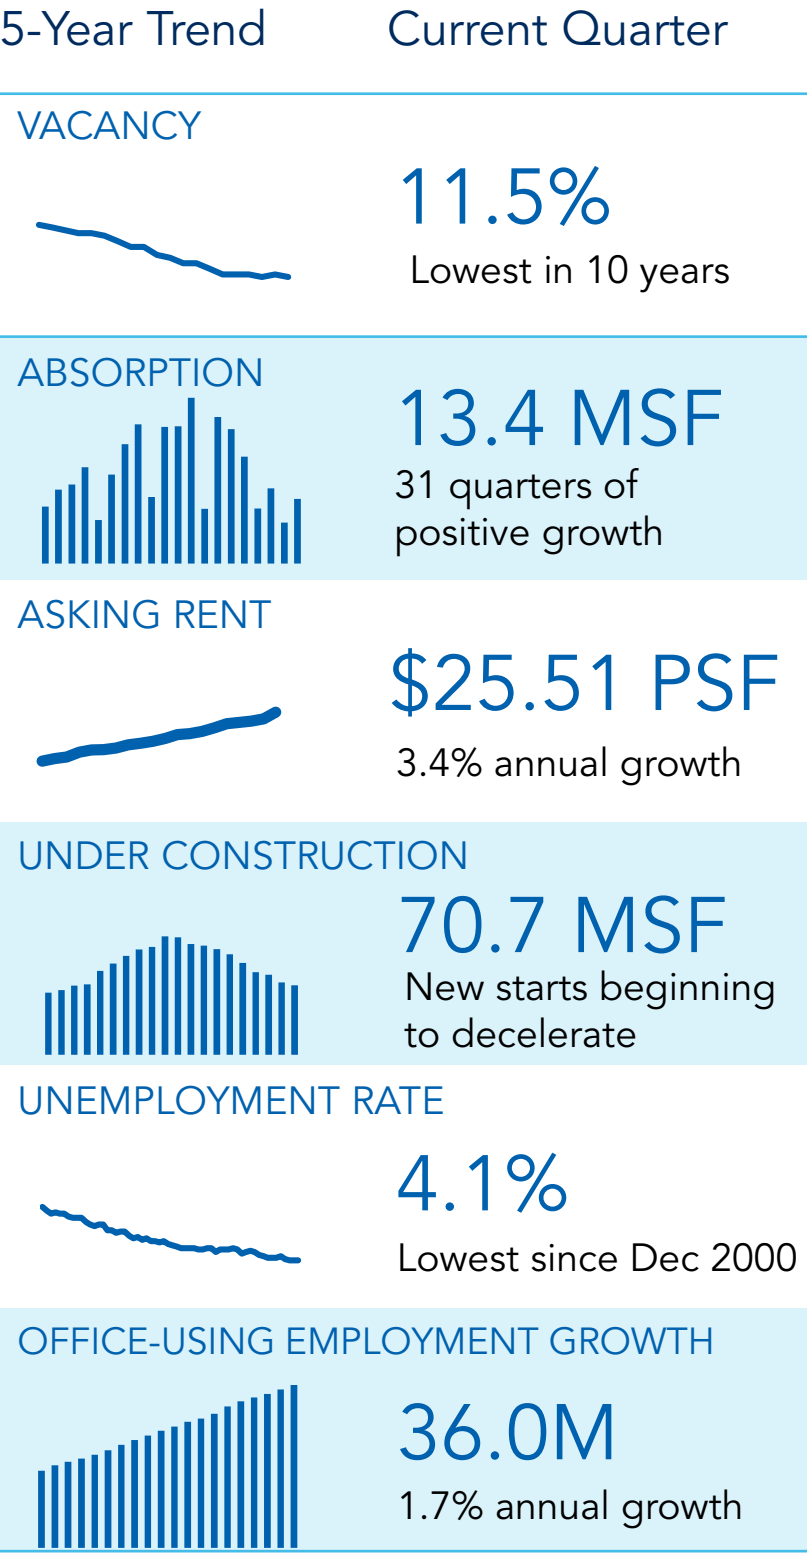 5-Year Trend
Current Quarter
VACANCY
11.5%
Lowest in 10 years
ABSORPTION
13.4 MSF
31 quarters of
positive growth
ASKING RENT
$25.51 PSF
3.4% annual growth
UNDER CONSTRUCTION
70.7 MSF
New starts beginning
to decelerate
UNEMPLOYMENT RATE
4.1%
Lowest since Dec 2000
OFFICE-USING EMPLOYMENT GROWTH
36.0M
1.7% annual growth